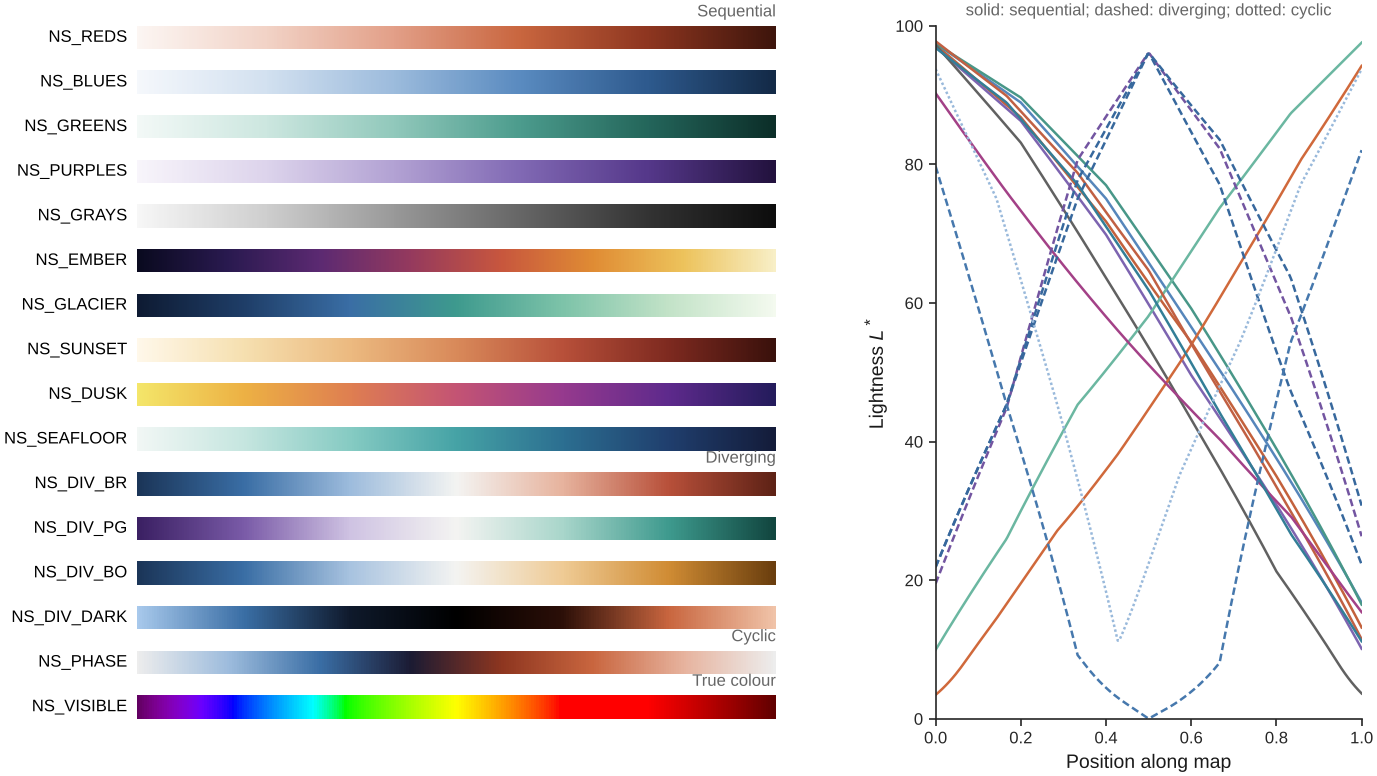 Sequential
NS_REDS
NS_BLUES
NS_GREENS
NS_PURPLES
NS_GRAYS
NS_EMBER
NS_GLACIER
NS_SUNSET
NS_DUSK
NS_SEAFLOOR
Diverging
NS_DIV_BR
NS_DIV_PG
NS_DIV_BO
NS_DIV_DARK
Cyclic
NS_PHASE
True colour
NS_VISIBLE
solid: sequential; dashed: diverging; dotted: cyclic
100
80
60
40
20
0
Lightness L*
0.0 0.2 0.4 0.6 0.8 1.0
Position along map